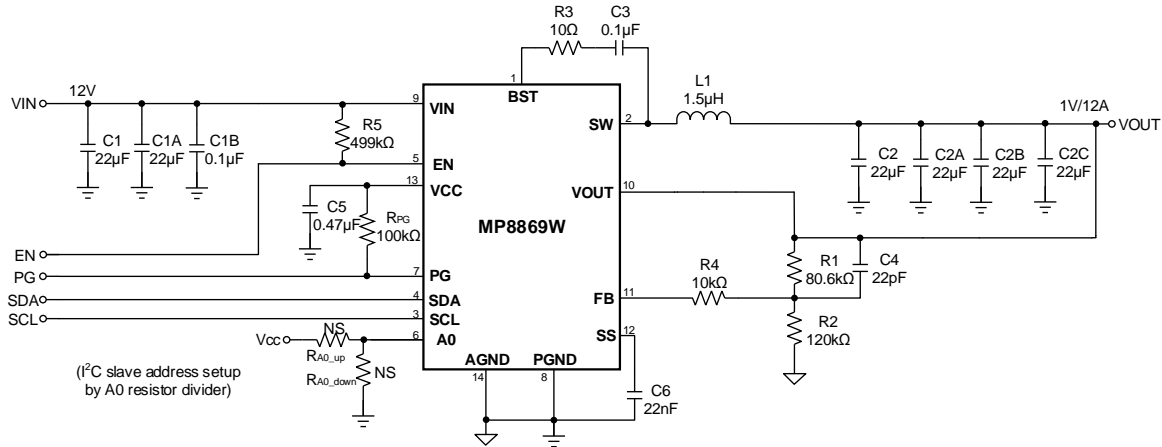 R3
10Ω
C3
0.1µF
1
BST
L1
1.5µH
12V
VIN
9
VIN
R5
499kΩ
SW
2
1V/12A
VOUT
C1
22µF
C1A
22µF
C1B
0.1µF
5
EN
13
VCC
C2
22µF
C2A
22µF
C2B
22µF
C2C
22µF
VOUT
10
C5
0.47µF
RPG
100kΩ
MP8869W
EN
PG
7
PG
R4
10kΩ
R1
80.6kΩ
C4
22pF
SDA
4
SDA
FB
11
SCL
3
SCL
R2
120kΩ
SS
12
Vcc
NS
6
A0
RA0_up
RA0_down
NS
(I²C slave address setup
by A0 resistor divider)
AGND
PGND
14
8
C6
22nF